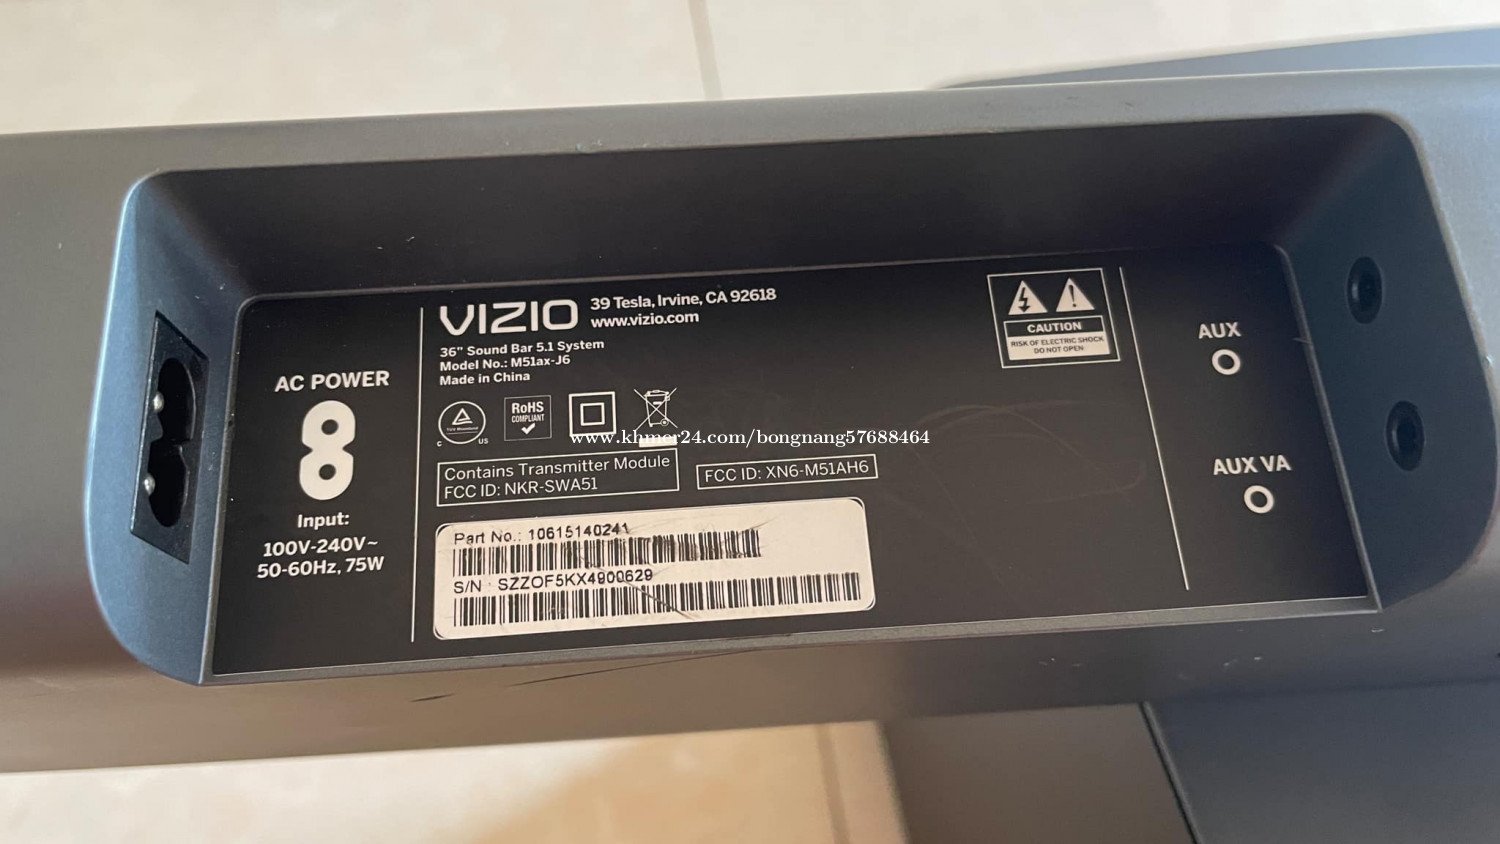 AC POWER
Input:
100V-240V~
50-60Hz, 75W
VIZIO
39 Tesla, Irvine, CA 92618
www.vizio.com
36" Sound Bar 5.1 System
Model No.: M51ax-J6
Made in China
C US
RoHS
COMPLIANT
www.khmer24.com/bongnang57688464
Contains Transmitter Module
FCC ID: NKR-SWA51
FCC ID: XN6-M51AH6
Part No.: 10615140241
S/N : SZZOF5KX4900629
CAUTION
RISK OF ELECTRIC SHOCK
DO NOT OPEN
AUX
AUX VA